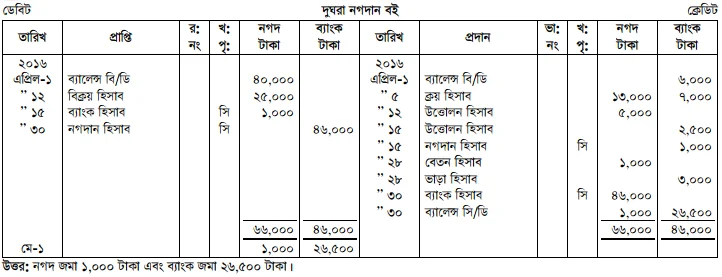 ডেবিট দুঘরা নগদান বই ক্রেডিট
তারিখ প্রাপ্তি র: নং খ: পৃ: নগদ টাকা ব্যাংক টাকা তারিখ প্রদান ভা: নং খ: পৃ: নগদ টাকা ব্যাংক টাকা
২০১৬ ২০১৬
এপ্রিল-১ ব্যালেন্স বি/ডি ৪০,০০০ এপ্রিল-১ ব্যালেন্স বি/ডি ৬,০০০
” ১২ বিক্রয় হিসাব ২৫,০০০ ” ৫ ক্রয় হিসাব ১৩,০০০ ৭,০০০
” ১৫ ব্যাংক হিসাব সি ১,০০০ ” ১২ উত্তোলন হিসাব ৫,০০০
” ৩০ নগদান হিসাব সি ৪৬,০০০ ” ১৫ উত্তোলন হিসাব ২,৫০০
” ১৫ নগদান হিসাব সি ১,০০০
” ২৮ বেতন হিসাব ১,০০০
” ২৮ ভাড়া হিসাব ৩,০০০
” ৩০ ব্যাংক হিসাব সি ৪৬,০০০
” ৩০ ব্যালেন্স সি/ডি ১,০০০ ২৬,৫০০
৬৬,০০০ ৪৬,০০০ ৬৬,০০০ ৪৬,০০০
মে-১ ১,০০০ ২৬,৫০০
উত্তর: নগদ জমা ১,০০০ টাকা এবং ব্যাংক জমা ২৬,৫০০ টাকা।